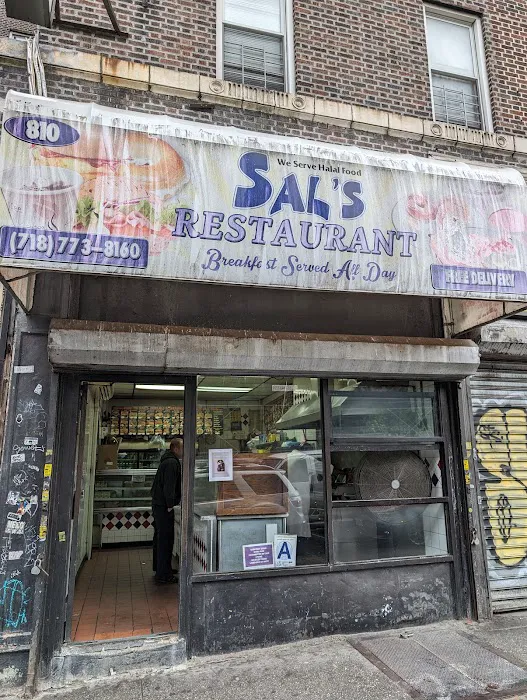 810
We Serve Halal Food
SAL'S
RESTAURANT
(718)773-8160
Breakfast Served All Day
FREE DELIVERY
A